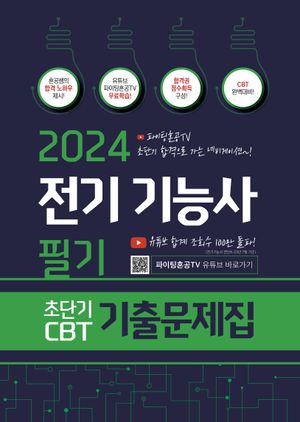 혼공쌤의
합격 노하우
제시!
유튜브
파이팅혼공TV
무료학습!
합격권
점수획득
구성!
CBT
완벽대비!
2024
파이팅혼공TV
초단기 합격으로 가는 네비게이션!
전기 기능사
필기
유튜브 합계 조회수 100만 돌파!
파이팅혼공TV 유튜브 바로가기
초단기
CBT
기출문제집